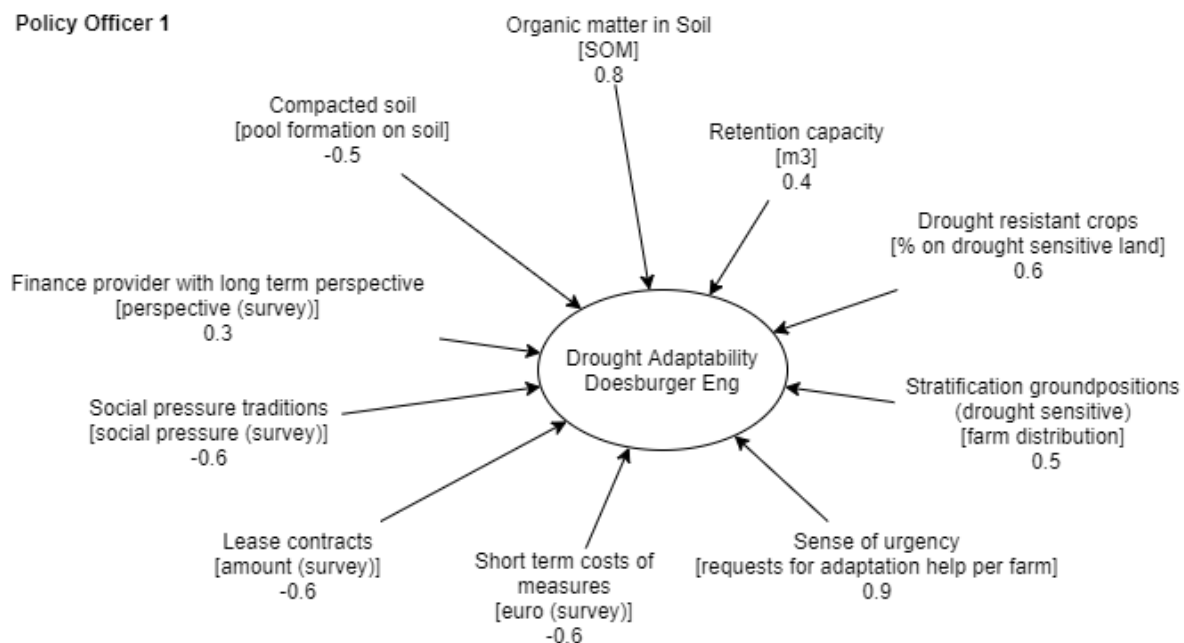 Policy Officer 1
Organic matter in Soil
[SOM]
0.8
Compacted soil
[pool formation on soil]
-0.5
Retention capacity
[m3]
0.4
Drought resistant crops
[% on drought sensitive land]
0.6
Finance provider with long term perspective
[perspective (survey)]
0.3
Drought Adaptability
Doesburger Eng
Stratification groundpositions
(drought sensitive)
[farm distribution]
0.5
Social pressure traditions
[social pressure (survey)]
-0.6
Lease contracts
[amount (survey)]
-0.6
Short term costs of
measures
[euro (survey)]
-0.6
Sense of urgency
[requests for adaptation help per farm]
0.9